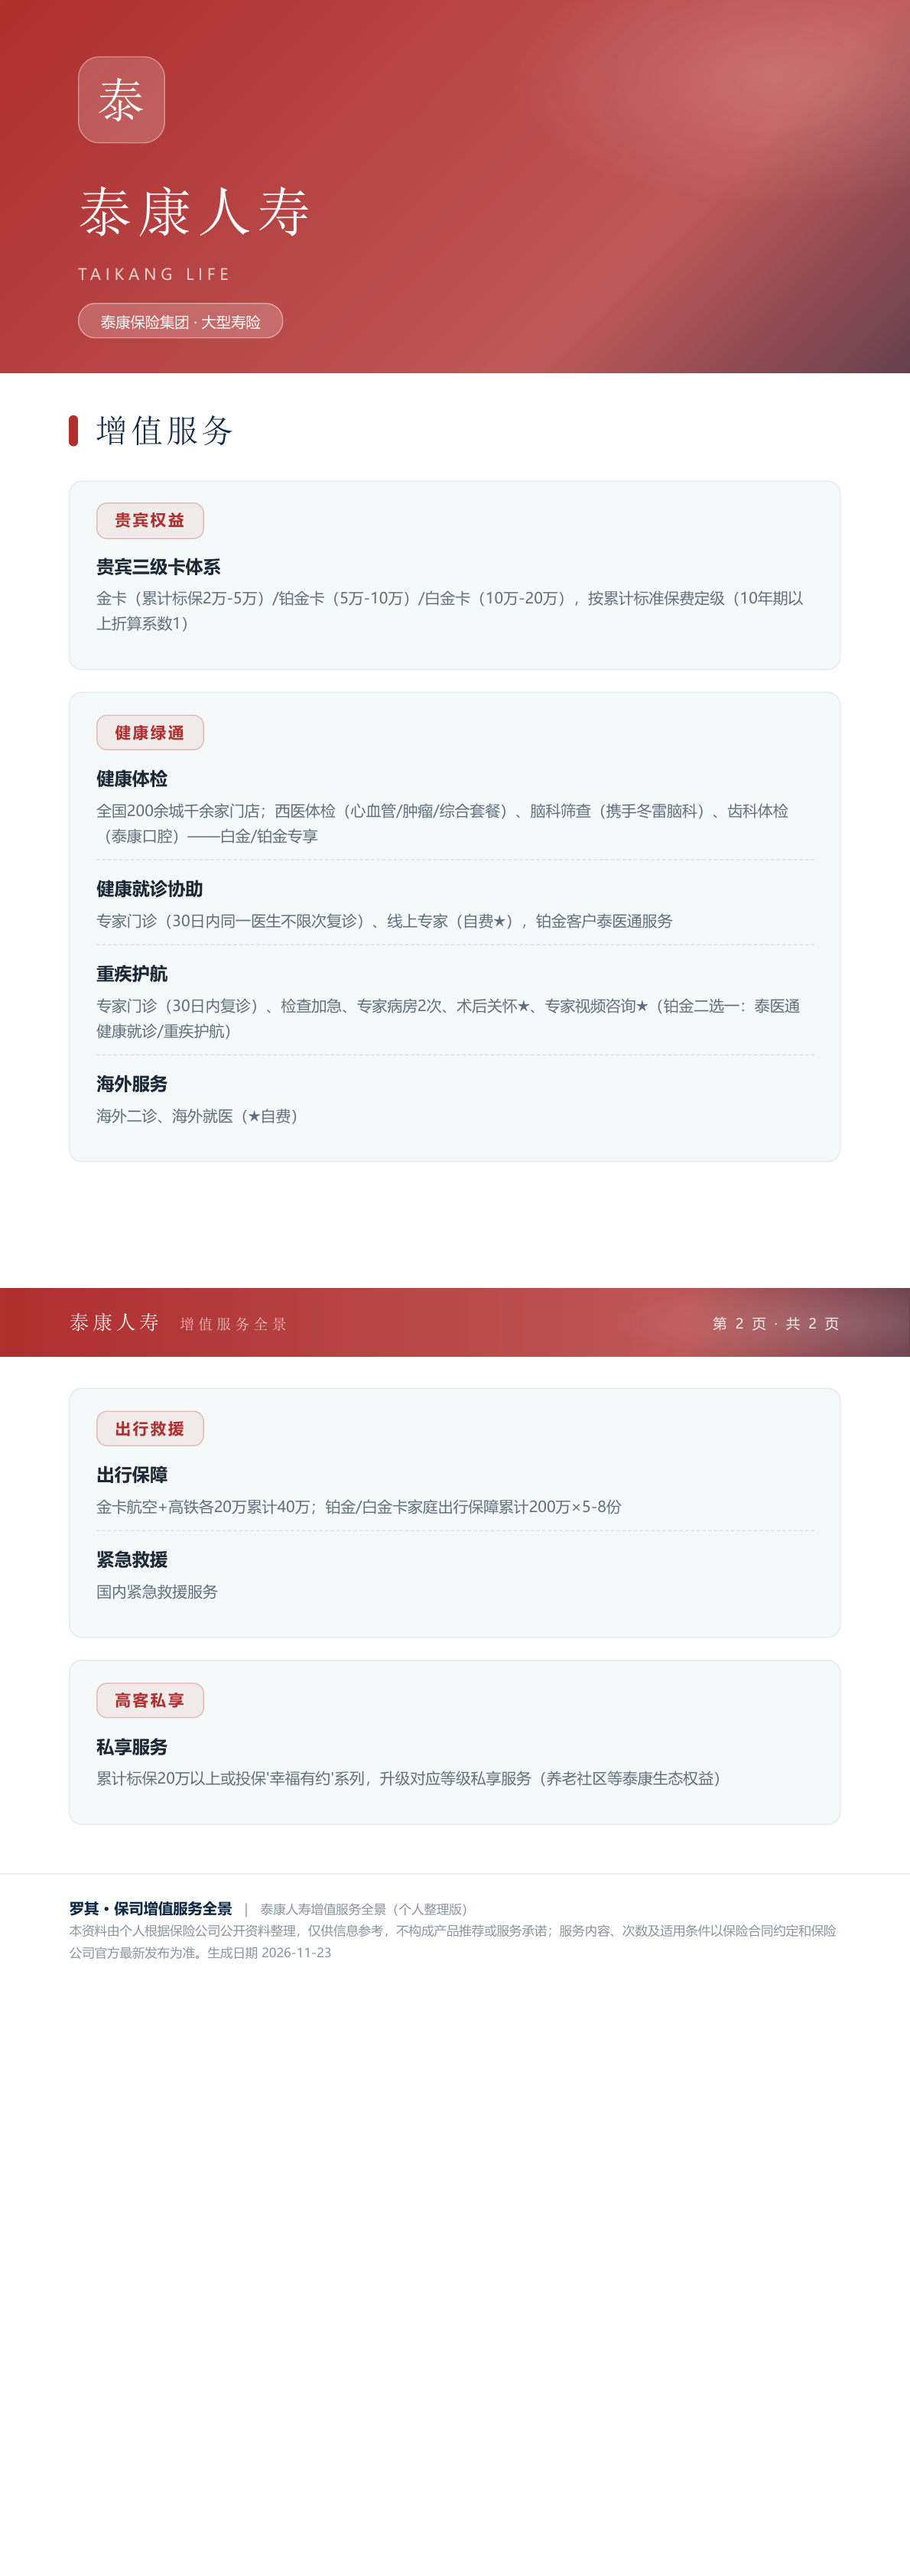 泰
泰康人寿
TAIKANG LIFE
泰康保险集团 · 大型寿险
增值服务
贵宾权益
贵宾三级卡体系
金卡（累计标保2万-5万）/铂金卡（5万-10万）/白金卡（10万-20万），按累计标准保费定级（10年期以
上折算系数1）
健康绿通
健康体检
全国200余城千余家门店；西医体检（心血管/肿瘤/综合套餐）、脑科筛查（携手冬雷脑科）、齿科体检
（泰康口腔）——白金/铂金专享
健康就诊协助
专家门诊（30日内同一医生不限次复诊）、线上专家（自费★），铂金客户泰医通服务
重疾护航
专家门诊（30日内复诊）、检查加急、专家病房2次、术后关怀★、专家视频咨询★（铂金二选一：泰医通
健康就诊/重疾护航）
海外服务
海外二诊、海外就医（★自费）
泰康人寿 增值服务全景 第 2 页 · 共 2 页
出行救援
出行保障
金卡航空+高铁各20万累计40万；铂金/白金卡家庭出行保障累计200万×5-8份
紧急救援
国内紧急救援服务
高客私享
私享服务
累计标保20万以上或投保'幸福有约'系列，升级对应等级私享服务（养老社区等泰康生态权益）
罗其 · 保司增值服务全景 | 泰康人寿增值服务全景（个人整理版）
本资料由个人根据保险公司公开资料整理，仅供信息参考，不构成产品推荐或服务承诺；服务内容、次数及适用条件以保险合同约定和保险
公司官方最新发布为准。生成日期 2026-11-23